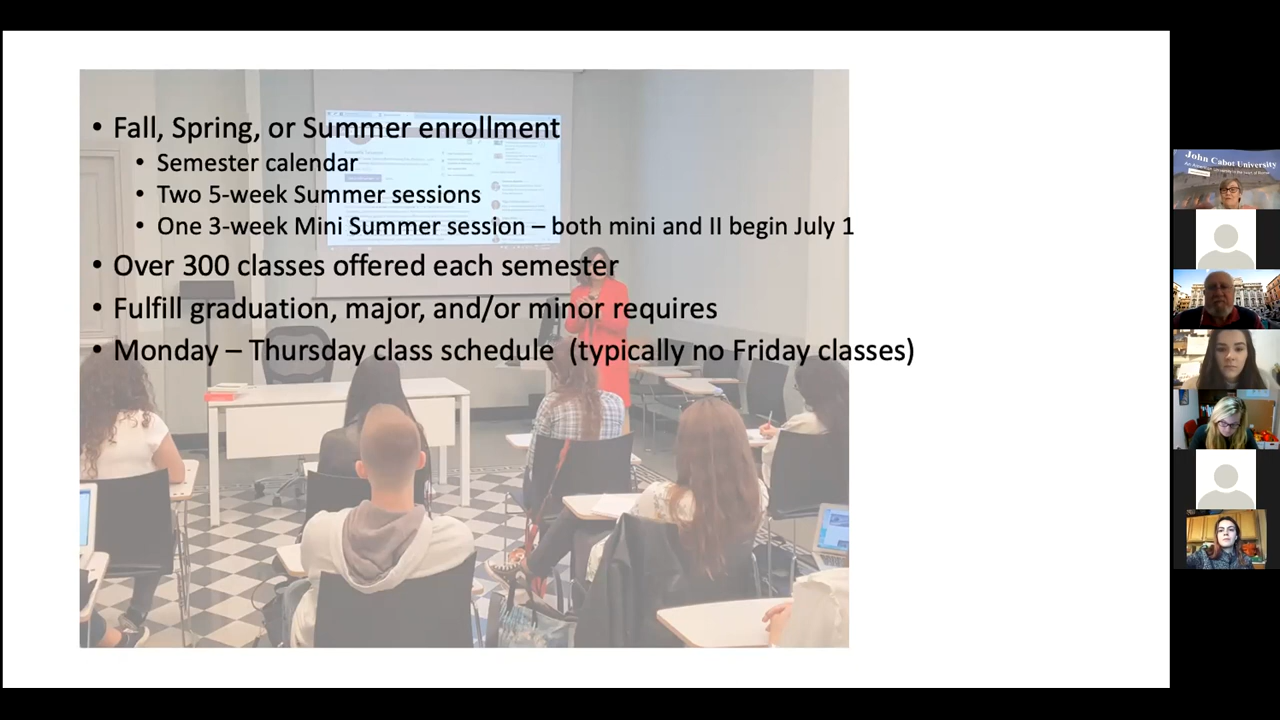 • Fall, Spring, or Summer enrollment
• Semester calendar
• Two 5-week Summer sessions
• One 3-week Mini Summer session – both mini and II begin July 1
• Over 300 classes offered each semester
• Fulfill graduation, major, and/or minor requires
• Monday – Thursday class schedule (typically no Friday classes)
John Cabot University